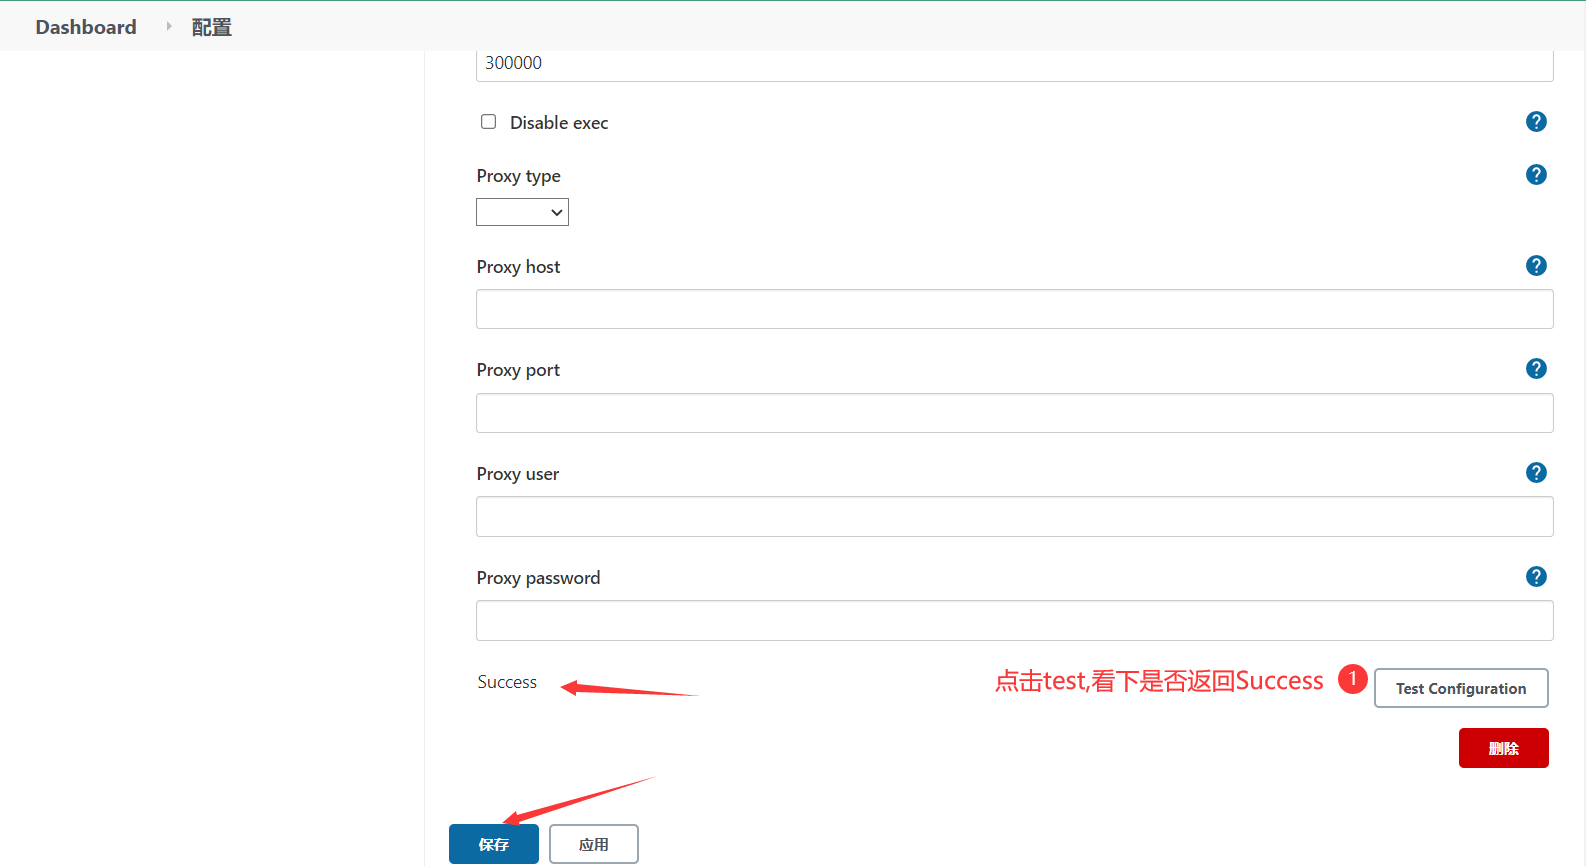 Dashboard 配置
300000
Disable exec
Proxy type
Proxy host
Proxy port
Proxy user
Proxy password
Success
点击test,看下是否返回Success 1 Test Configuration
删除
保存 应用